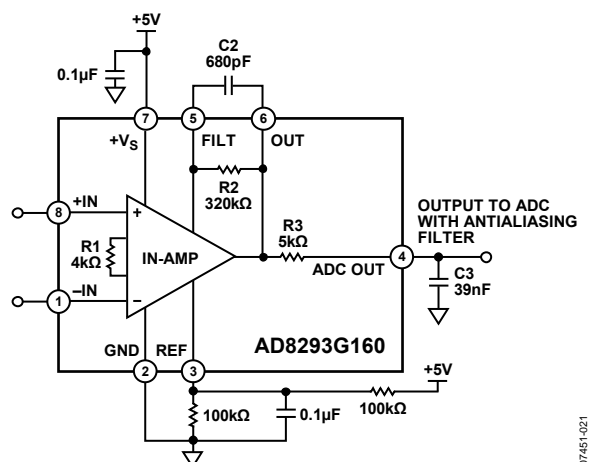 +5V
C2
680pF
0.1µF
7
5
6
+VS
FILT
OUT
R2
320kΩ
OUTPUT TO ADC
WITH ANTIALIASING
FILTER
8
+IN
+
R3
5kΩ
R1
4kΩ
IN-AMP
ADC OUT
4
C3
39nF
1
–IN
–
GND
REF
AD8293G160
2
3
+5V
100kΩ
0.1µF
100kΩ
07451-021